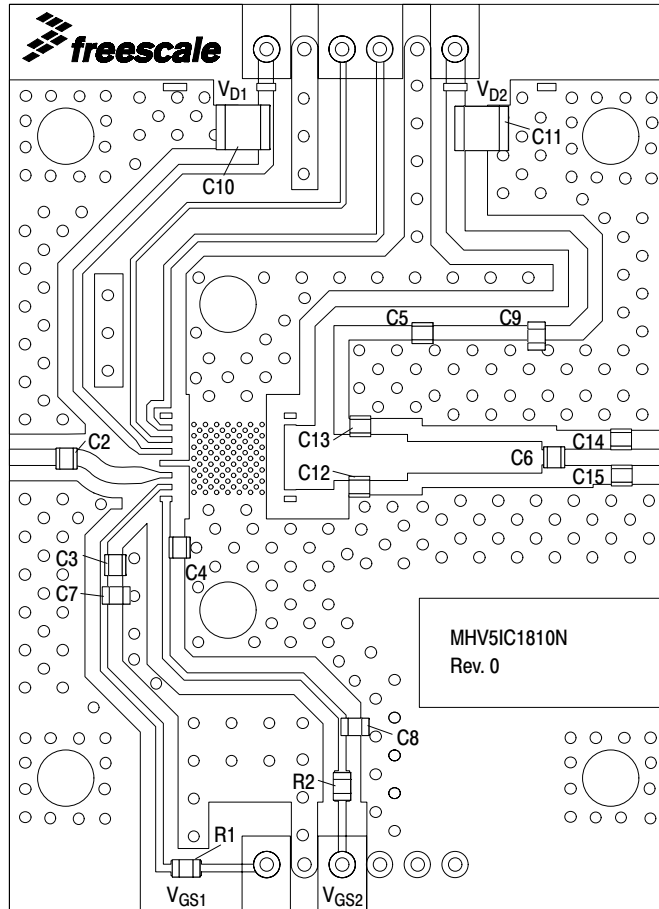 freescale
VD1
VD2
C11
C10
C5
C9
C13
C14
C2
C6
C12
C15
C3
C4
C7
MHV5IC1810N
Rev. 0
C8
R2
R1
VGS1
VGS2